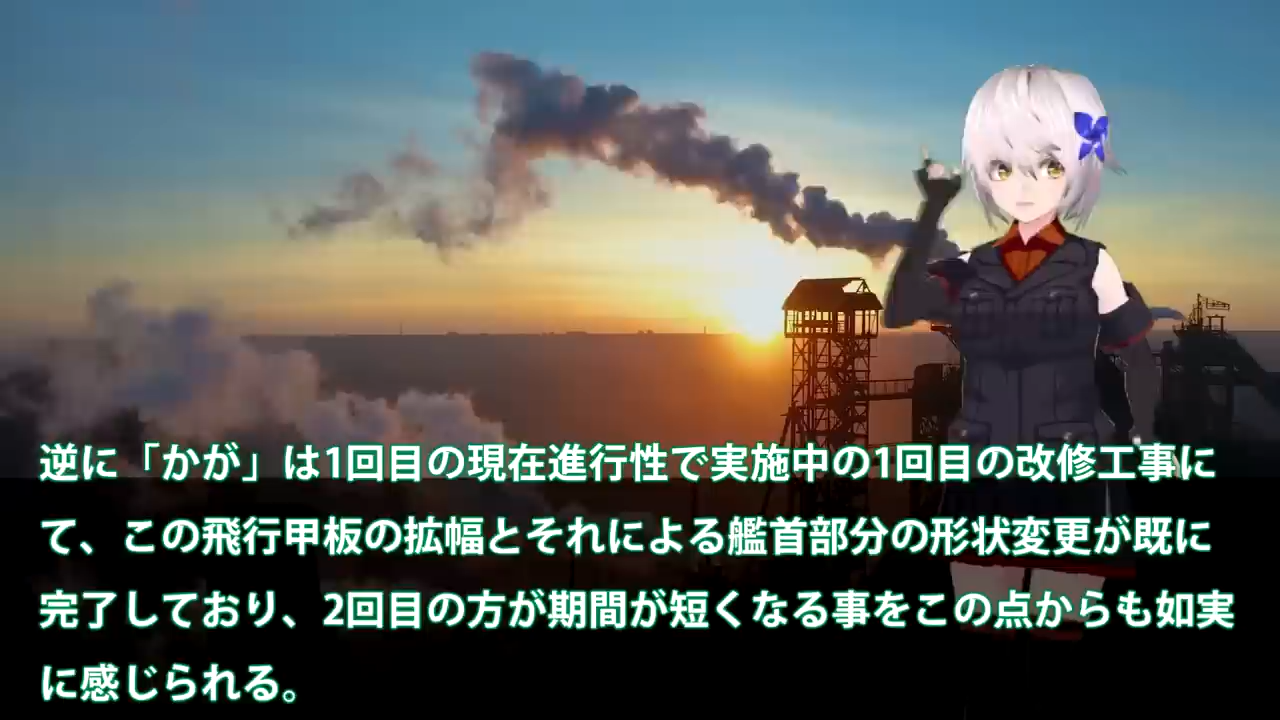 逆に「かが」は1回目の現在進行性で実施中の1回目の改修工事に
て、この飛行甲板の拡幅とそれによる艦首部分の形状変更が既に
完了しており、2回目の方が期間が短くなる事をこの点からも如実
に感じられる。